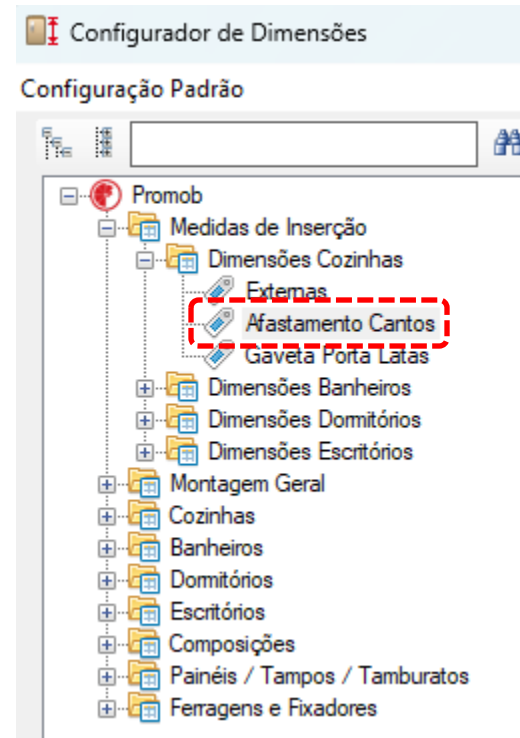 Configurador de Dimensões
Configuração Padrão
Promob
Medidas de Inserção
Dimensões Cozinhas
Externas
Afastamento Cantos
Gaveta Porta Latas
Dimensões Banheiros
Dimensões Dormitórios
Dimensões Escritórios
Montagem Geral
Cozinhas
Banheiros
Dormitórios
Escritórios
Composições
Painéis / Tampos / Tamburatos
Ferragens e Fixadores